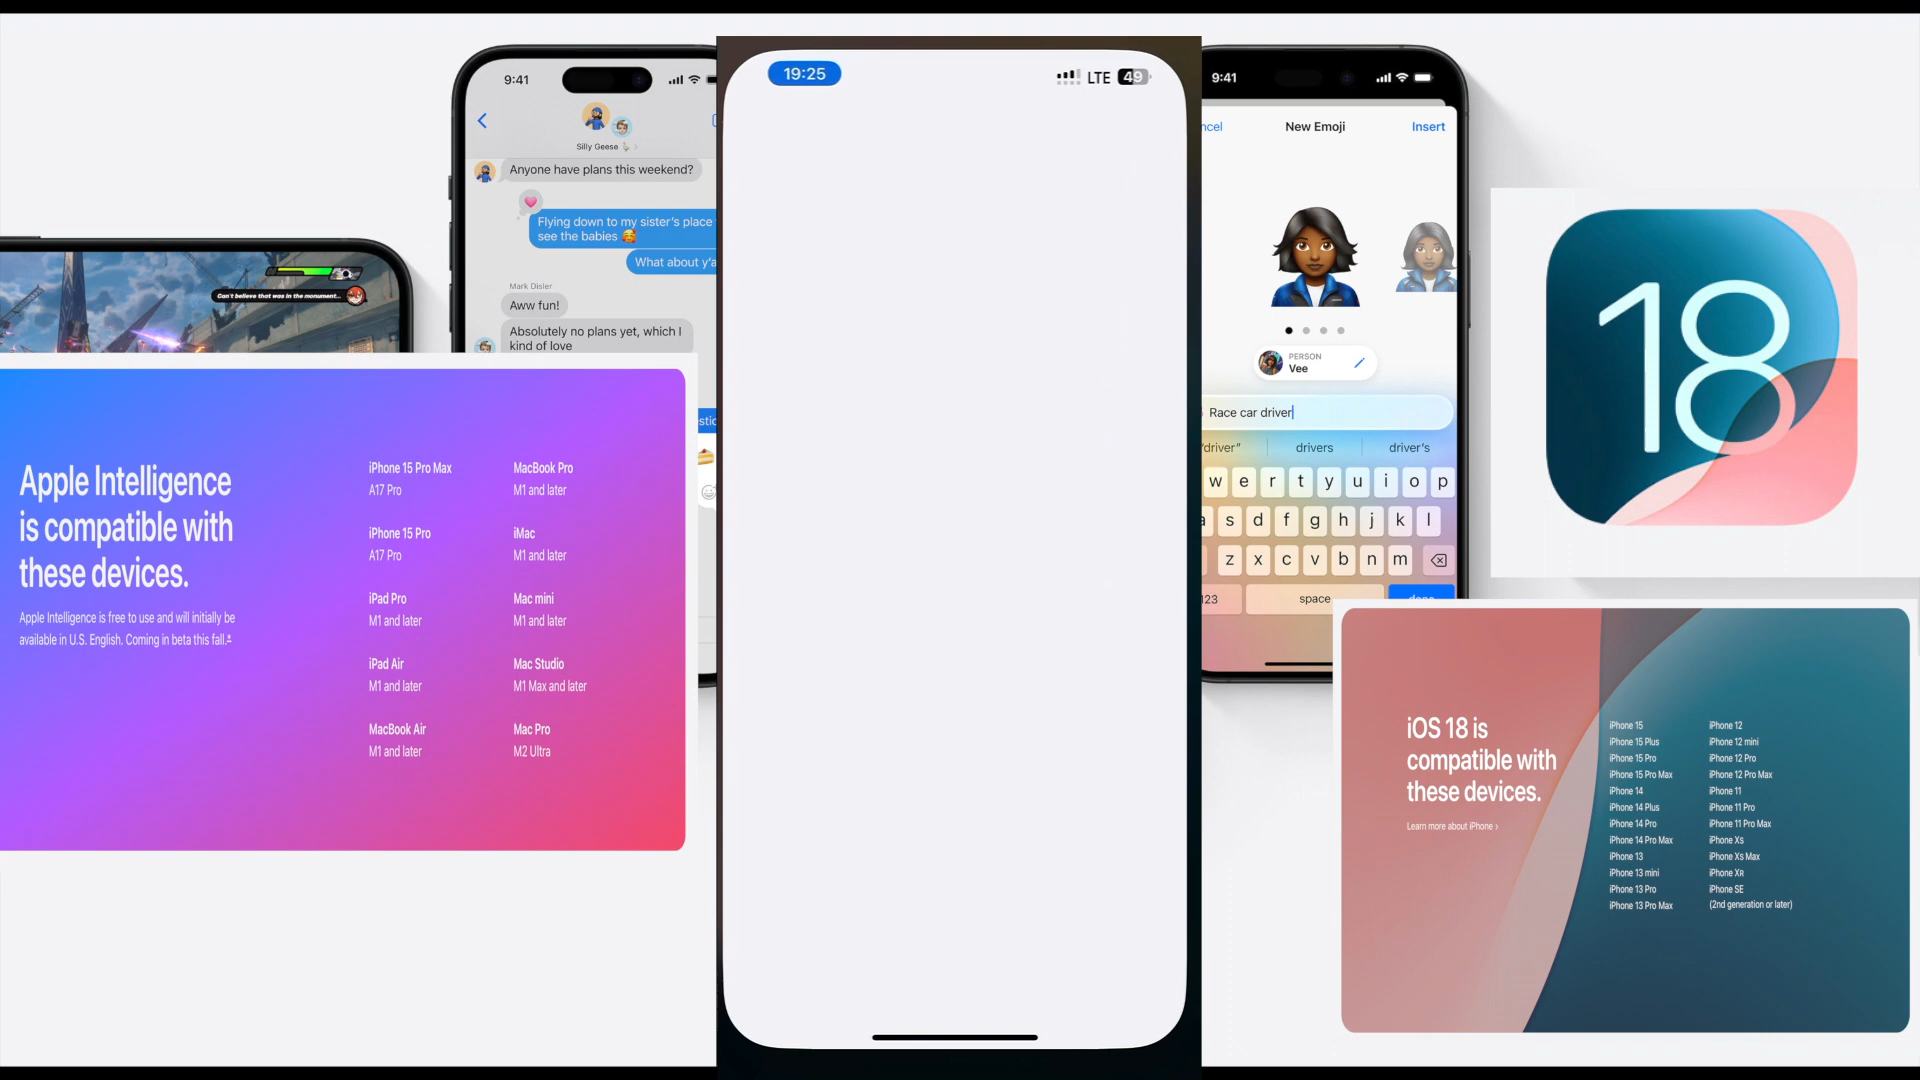 Can't believe that was in the monument...
9:41
Silly Geese
Anyone have plans this weekend?
Flying down to my sister's place
see the babies 🥰
What about y'a
Mark Disler
Aww fun!
Absolutely no plans yet, which I
kind of love
Apple Intelligence
is compatible with
these devices.
Apple Intelligence is free to use and will initially be
available in U.S. English. Coming in beta this fall.
iPhone 15 Pro Max
A17 Pro
iPhone 15 Pro
A17 Pro
iPad Pro
M1 and later
iPad Air
M1 and later
MacBook Air
M1 and later
MacBook Pro
M1 and later
iMac
M1 and later
Mac mini
M1 and later
Mac Studio
M1 Max and later
Mac Pro
M2 Ultra
19:25
LTE 49
9:41
ncel New Emoji Insert
PERSON
Vee
Race car driver
"driver" drivers driver's
w e r t y u i o p
a s d f g h j k l
z x c v b n m
123 space done
18
iOS 18 is
compatible with
these devices.
Learn more about iPhone ›
iPhone 15
iPhone 15 Plus
iPhone 15 Pro
iPhone 15 Pro Max
iPhone 14
iPhone 14 Plus
iPhone 14 Pro
iPhone 14 Pro Max
iPhone 13
iPhone 13 mini
iPhone 13 Pro
iPhone 13 Pro Max
iPhone 12
iPhone 12 mini
iPhone 12 Pro
iPhone 12 Pro Max
iPhone 11
iPhone 11 Pro
iPhone 11 Pro Max
iPhone Xs
iPhone Xs Max
iPhone XR
iPhone SE
(2nd generation or later)